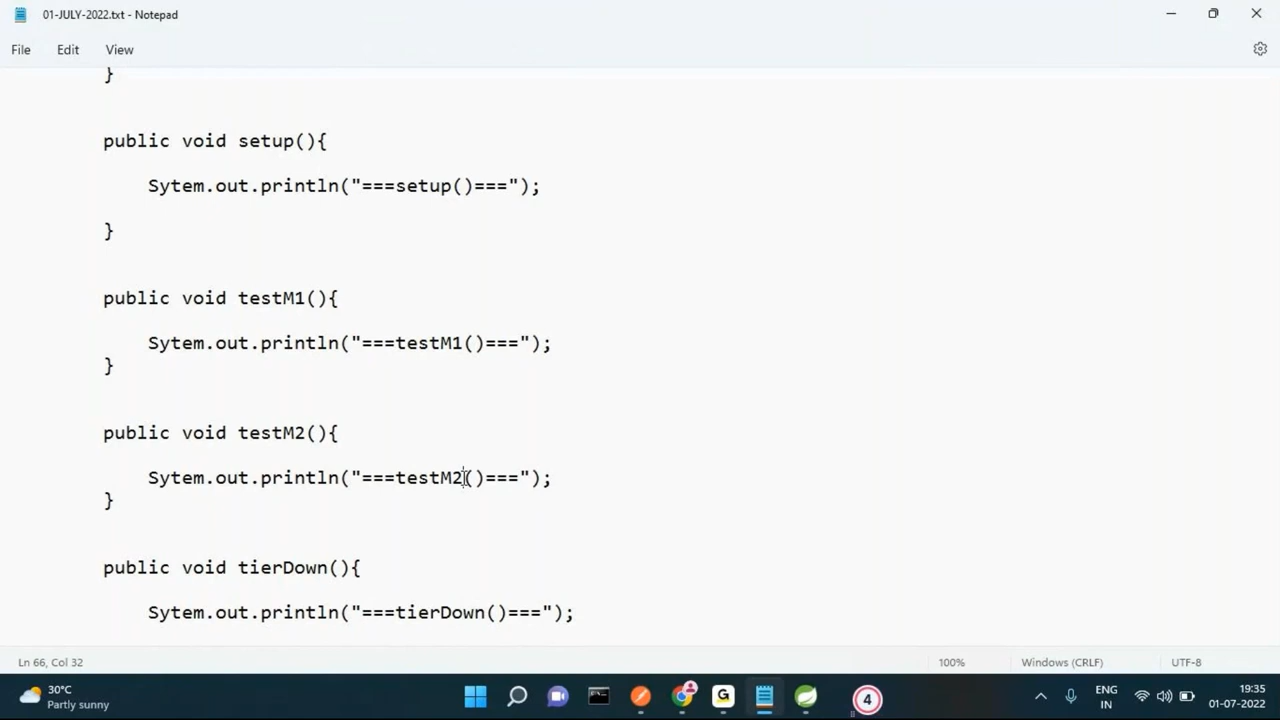 01-JULY-2022.txt - Notepad
File Edit View
}
public void setup(){
Sytem.out.println("===setup()===");
}
public void testM1(){
Sytem.out.println("===testM1()===");
}
public void testM2(){
Sytem.out.println("===testM2()===");
}
public void tierDown(){
Sytem.out.println("===tierDown()===");
Ln 66, Col 32 100% Windows (CRLF) UTF-8
30°C
Partly sunny
G
4
ENG
IN
19:35
01-07-2022